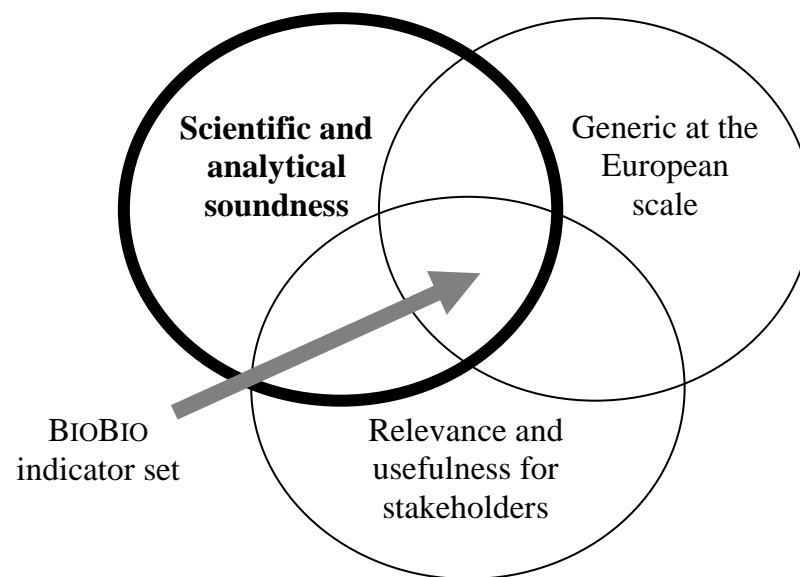 Scientific and
analytical
soundness
Generic at the
European
scale
BIOBIO
indicator set
Relevance and
usefulness for
stakeholders